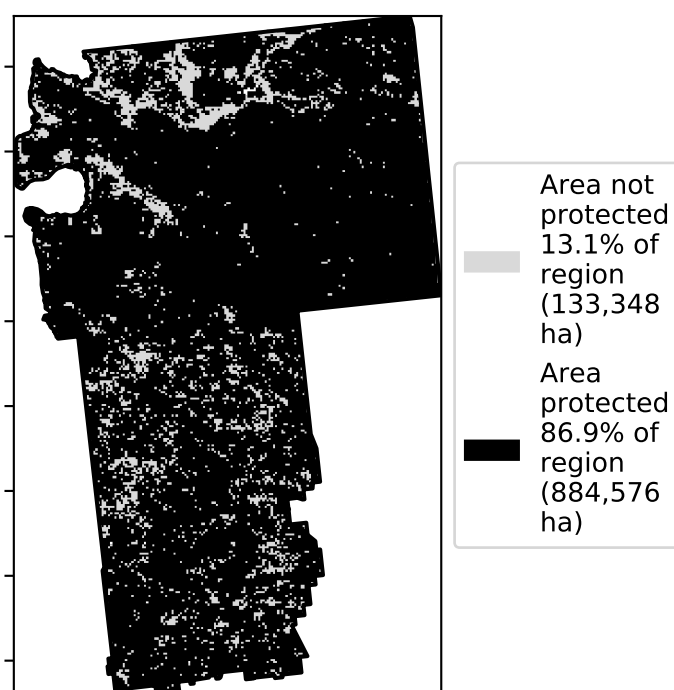 Area not
protected
13.1% of
region
(133,348
ha)
Area
protected
86.9% of
region
(884,576
ha)